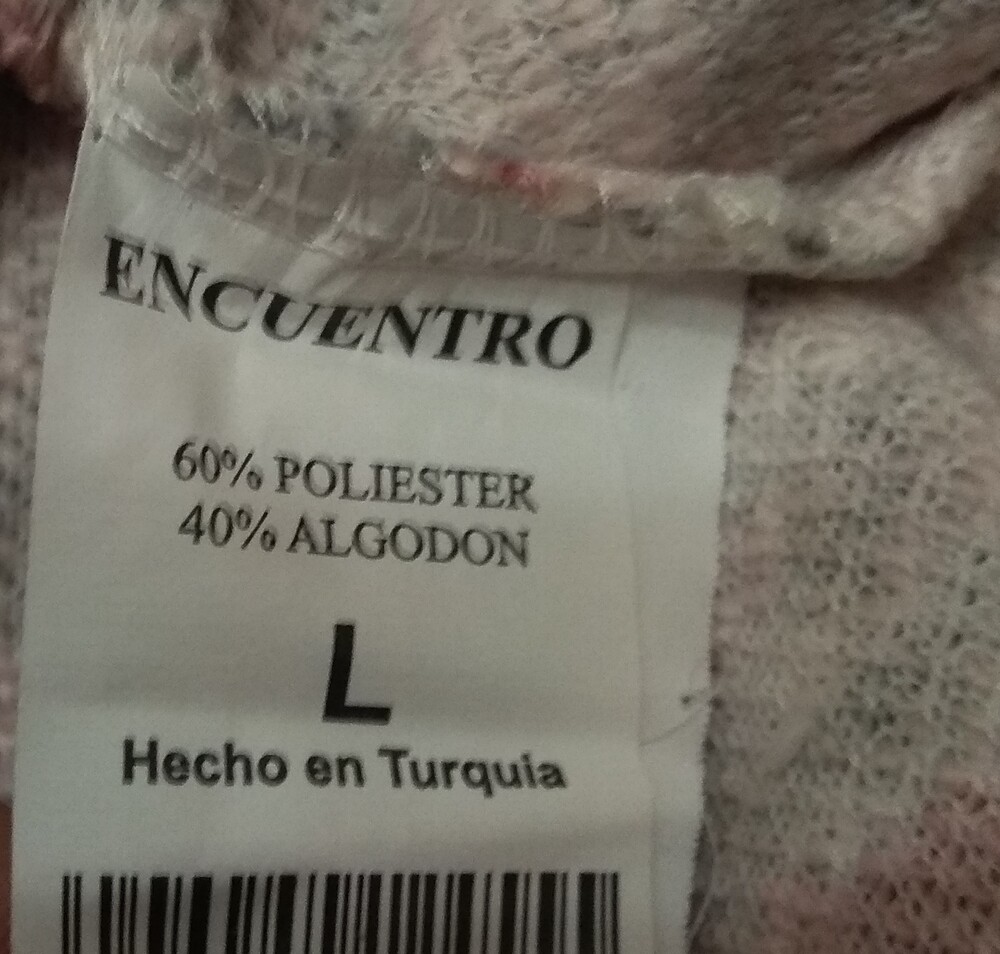 ENCUENTRO
60% POLIESTER
40% ALGODON
L
Hecho en Turquia